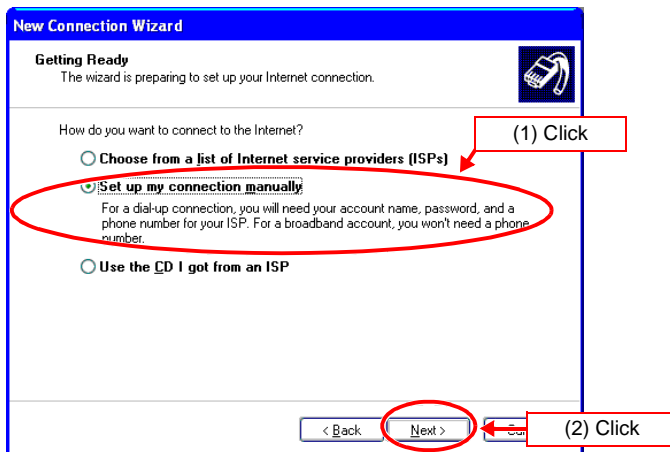 New Connection Wizard
Getting Ready
The wizard is preparing to set up your Internet connection.
How do you want to connect to the Internet?
(1) Click
Choose from a list of Internet service providers (ISPs)
Set up my connection manually
For a dial-up connection, you will need your account name, password, and a
phone number for your ISP. For a broadband account, you won't need a phone
number.
Use the CD I got from an ISP
< Back
Next >
(2) Click